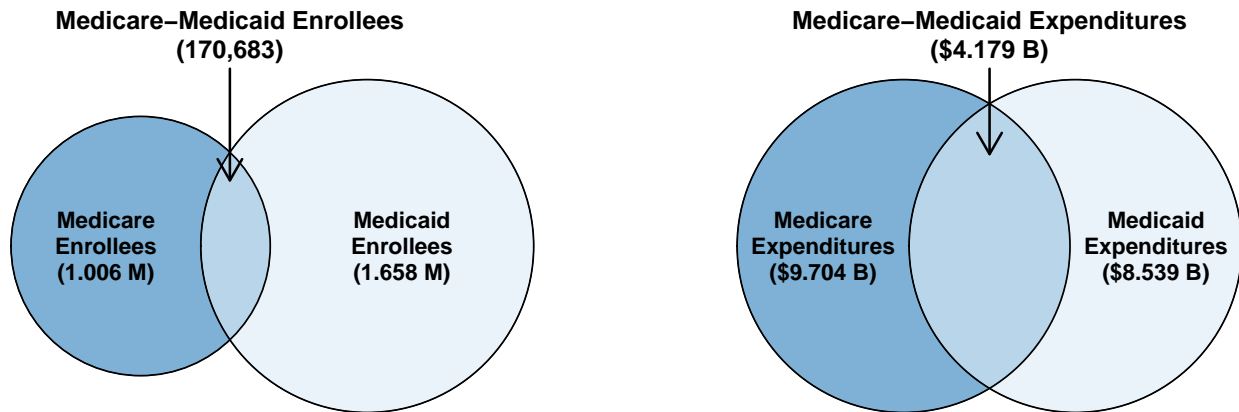 Medicare−Medicaid Enrollees
(170,683)
Medicare
Enrollees
(1.006 M)
Medicaid
Enrollees
(1.658 M)
Medicare−Medicaid Expenditures
($4.179 B)
Medicare
Expenditures
($9.704 B)
Medicaid
Expenditures
($8.539 B)